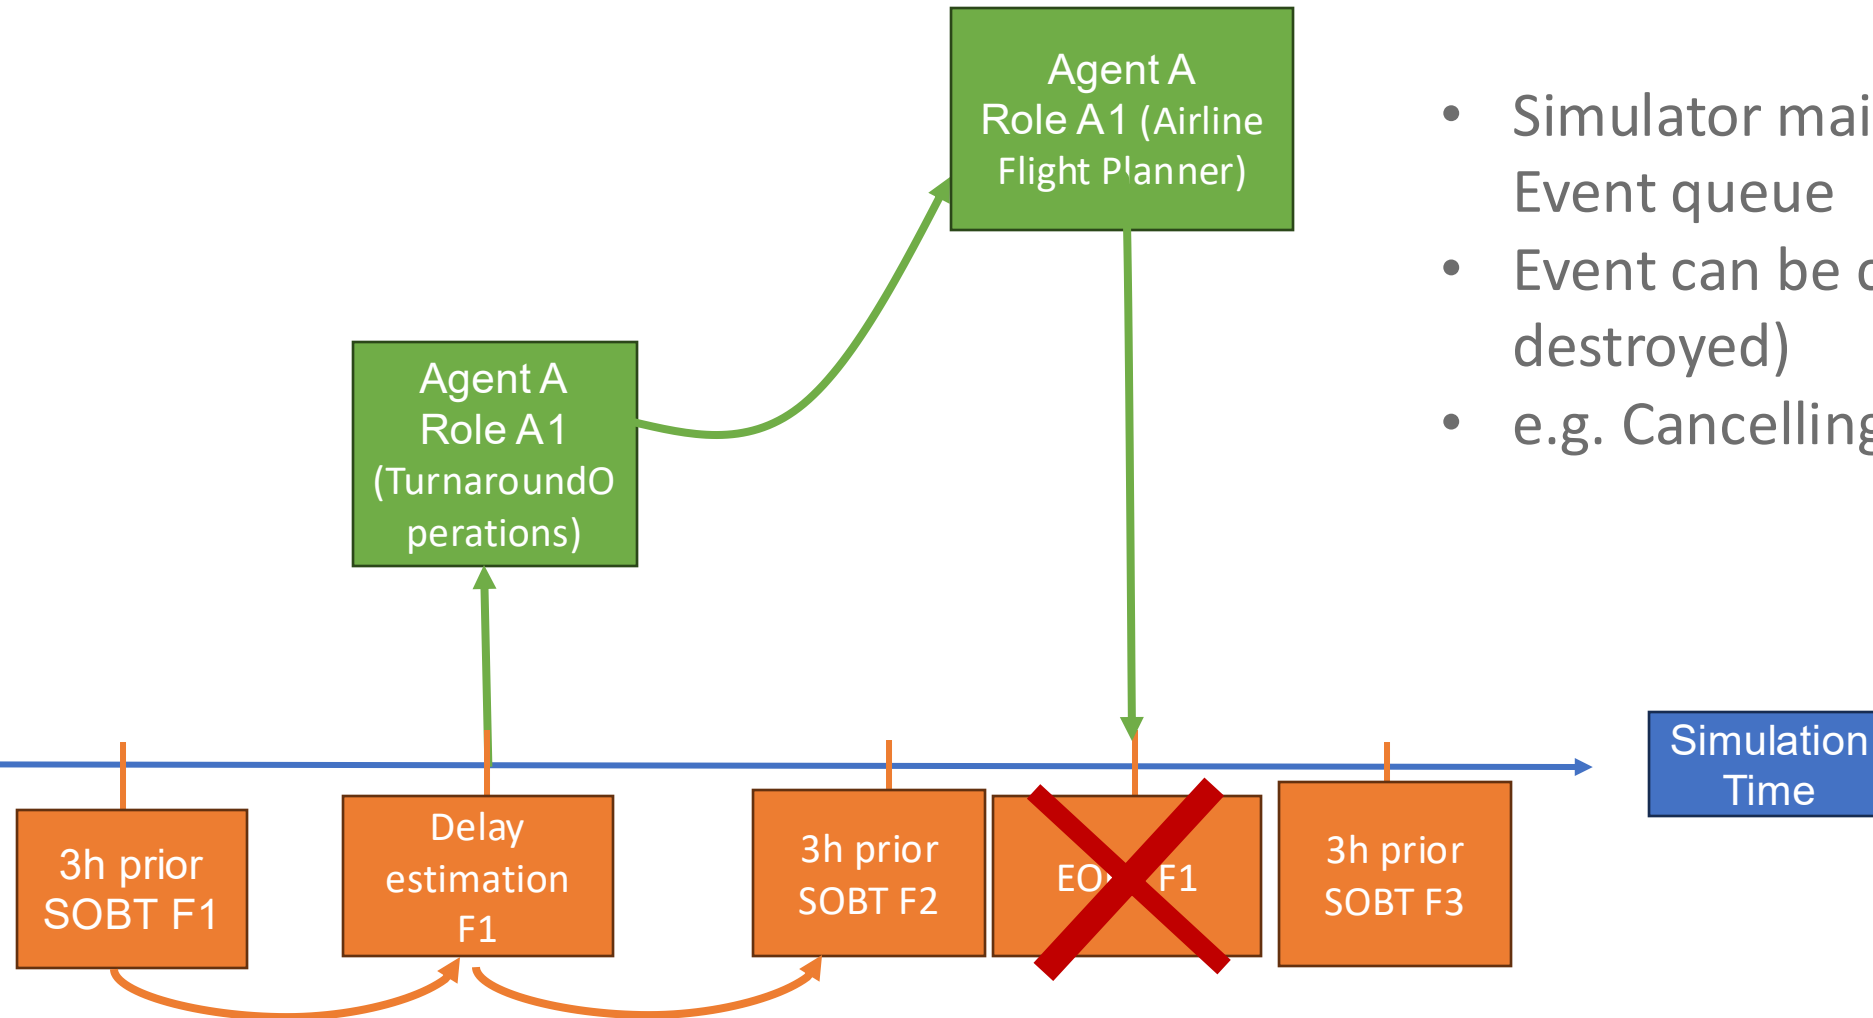 Agent A
Role A1 (Airline
Flight Planner)
• Simulator mai
Event queue
• Event can be
destroyed)
• e.g. Cancelling
Agent A
Role A1
(TurnaroundO
perations)
Simulation
Time
3h prior
SOBT F1
Delay
estimation
F1
3h prior
SOBT F2
F1
3h prior
SOBT F3